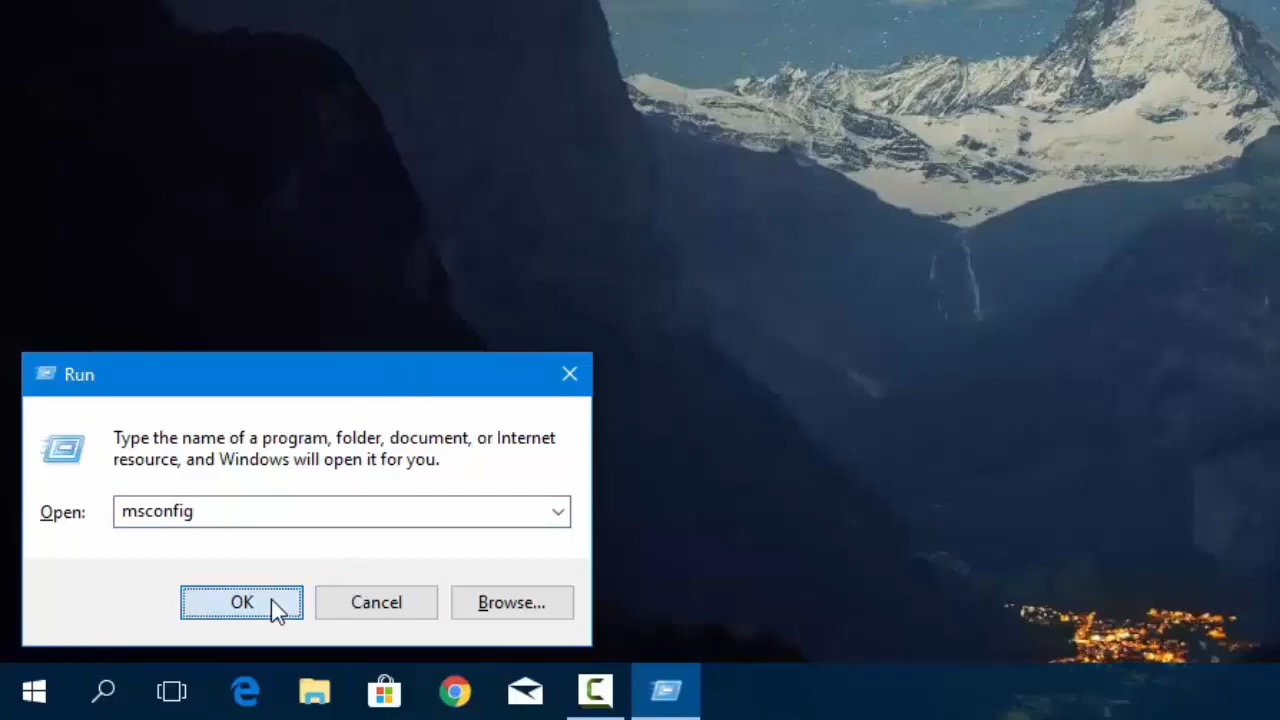 Run
Type the name of a program, folder, document, or Internet
resource, and Windows will open it for you.
Open: msconfig
OK Cancel Browse...